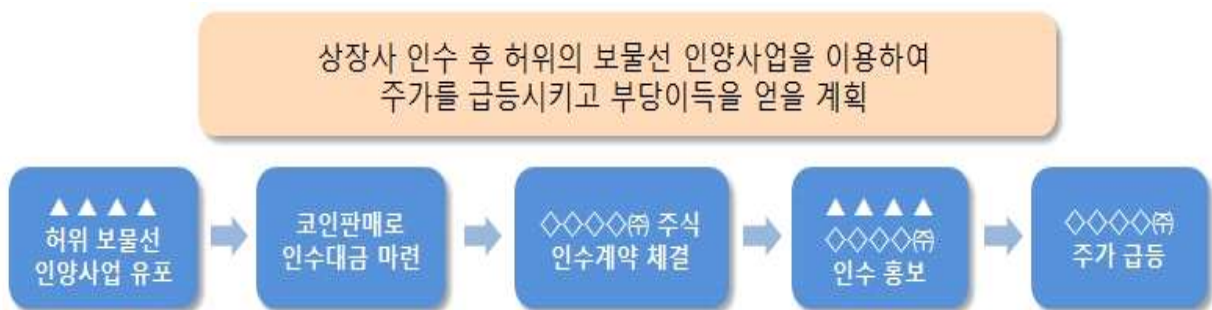 상장사 인수 후 허위의 보물선 인양사업을 이용하여
주가를 급등시키고 부당이득을 얻을 계획
▲▲▲▲
허위 보물선
인양사업 유포
코인판매로
인수대금 마련
◇◇◇◇㈜ 주식
인수계약 체결
▲▲▲▲
◇◇◇◇㈜
인수 홍보
◇◇◇◇㈜
주가 급등